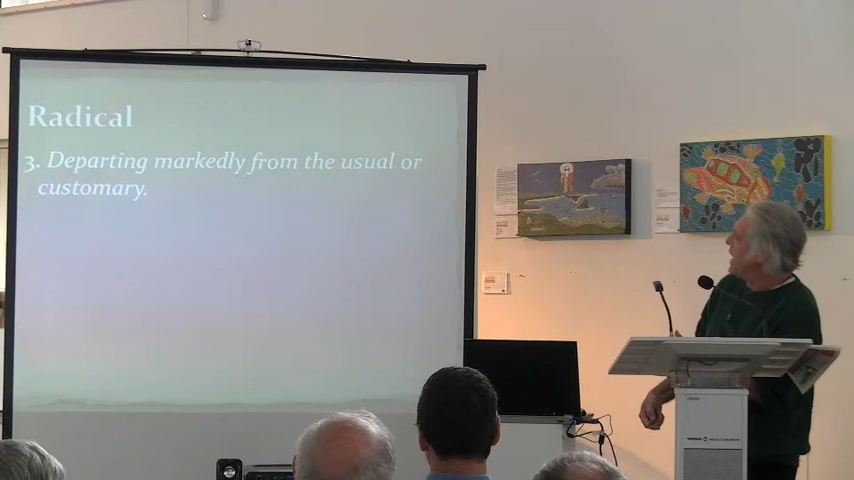 Radical
3. Departing markedly from the usual or
customary.